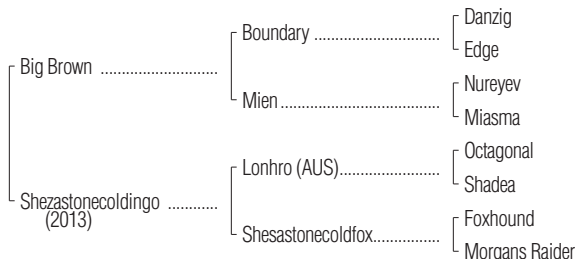 Danzig
Boundary ..............................
Edge
Big Brown ............................
Nureyev
Mien ......................................
Miasma
Octagonal
Lonhro (AUS)........................
Shadea
Shezastonecoldingo ............
(2013)
Foxhound
Shesastonecoldfox................
Morgans Raider